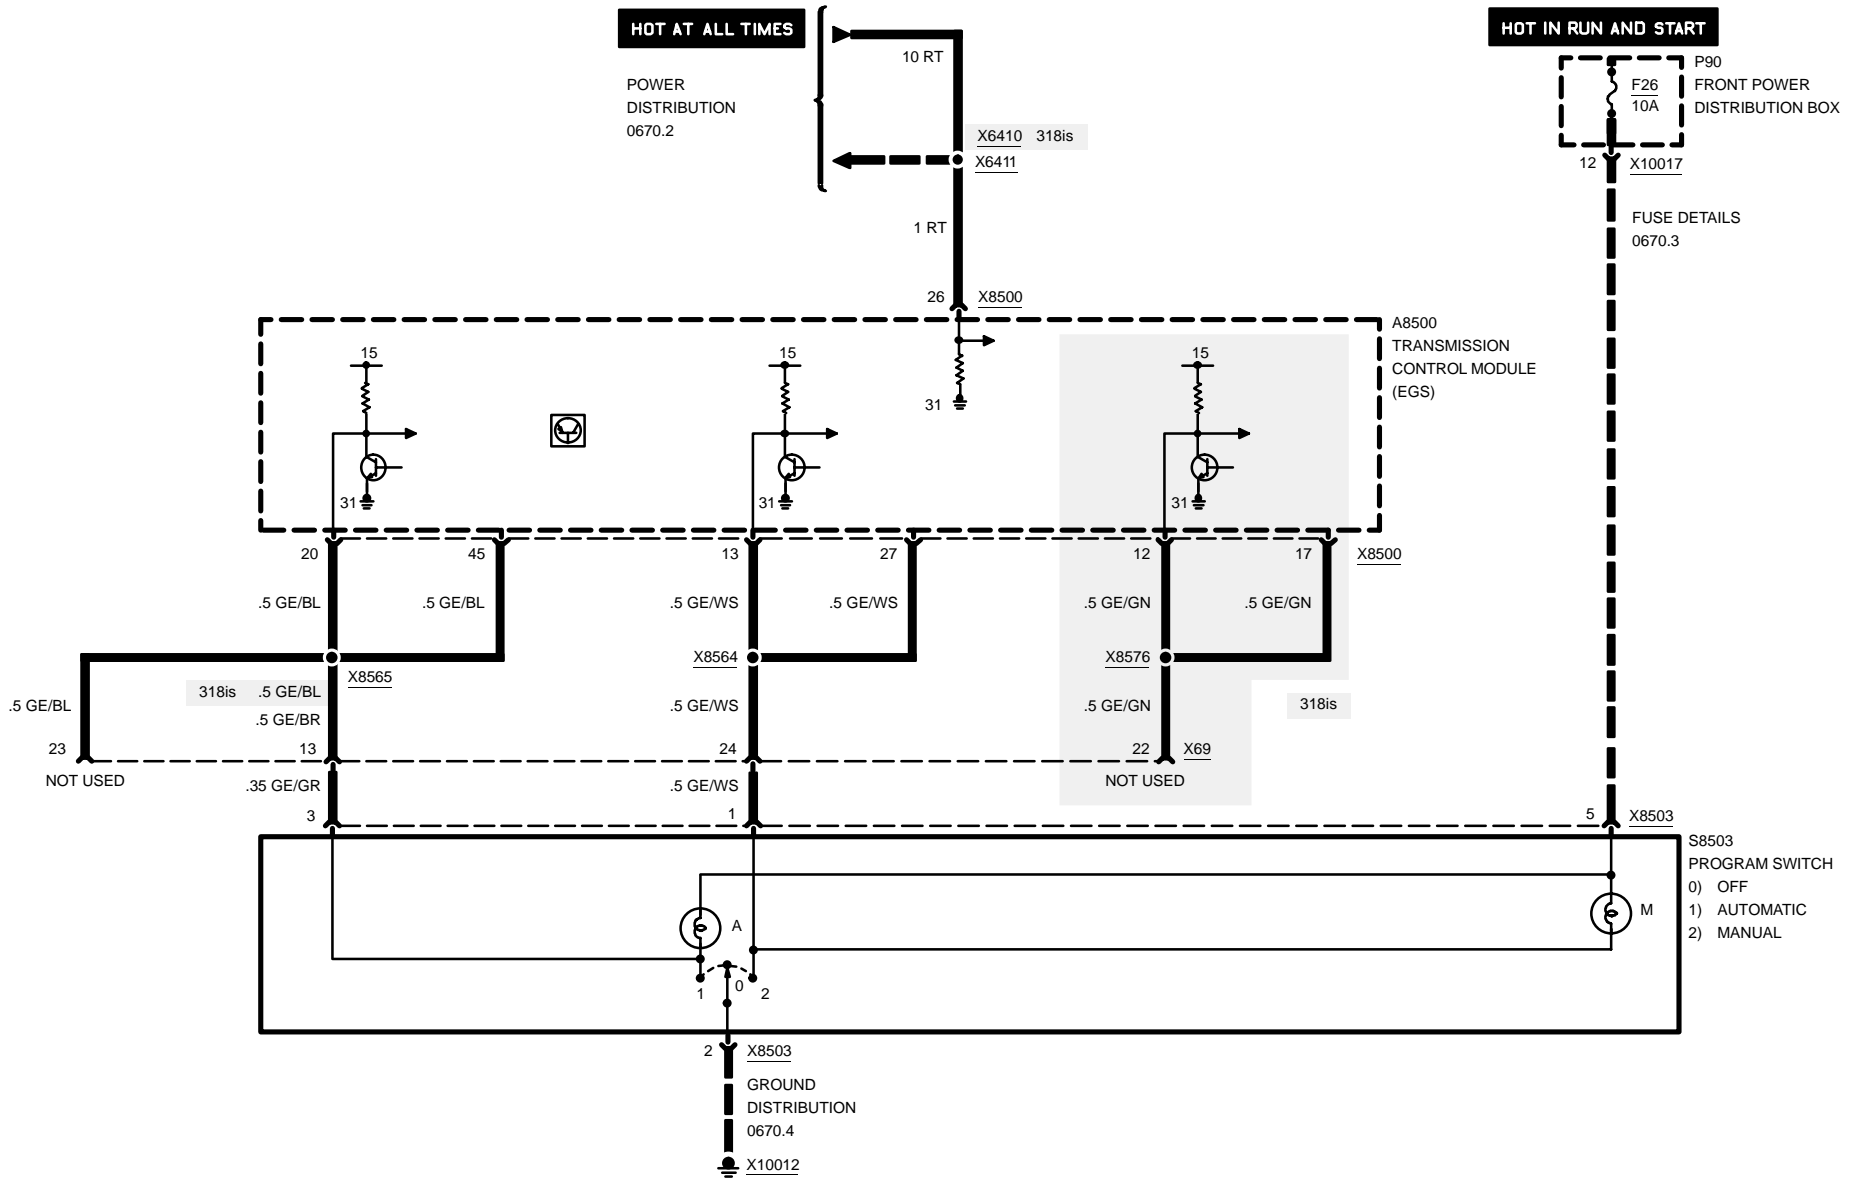 HOT AT ALL TIMES
HOT IN RUN AND START
POWER
DISTRIBUTION
0670.2
10 RT
X6410 318is
X6411
1 RT
26 X8500
F26
10A
P90
FRONT POWER
DISTRIBUTION BOX
12 X10017
FUSE DETAILS
0670.3
A8500
TRANSMISSION
CONTROL MODULE
(EGS)
15
31
15
31
31
15
31
20
45
13
27
12
17
X8500
.5 GE/BL
.5 GE/BL
.5 GE/WS
.5 GE/WS
.5 GE/GN
.5 GE/GN
X8565
X8564
X8576
.5 GE/BL
318is .5 GE/BL
.5 GE/BR
.5 GE/WS
.5 GE/GN
318is
23
13
24
22 X69
NOT USED
NOT USED
.35 GE/GR
.5 GE/WS
3
1
5 X8503
S8503
PROGRAM SWITCH
0) OFF
1) AUTOMATIC
2) MANUAL
A
M
1
0
2
2 X8503
GROUND
DISTRIBUTION
0670.4
X10012